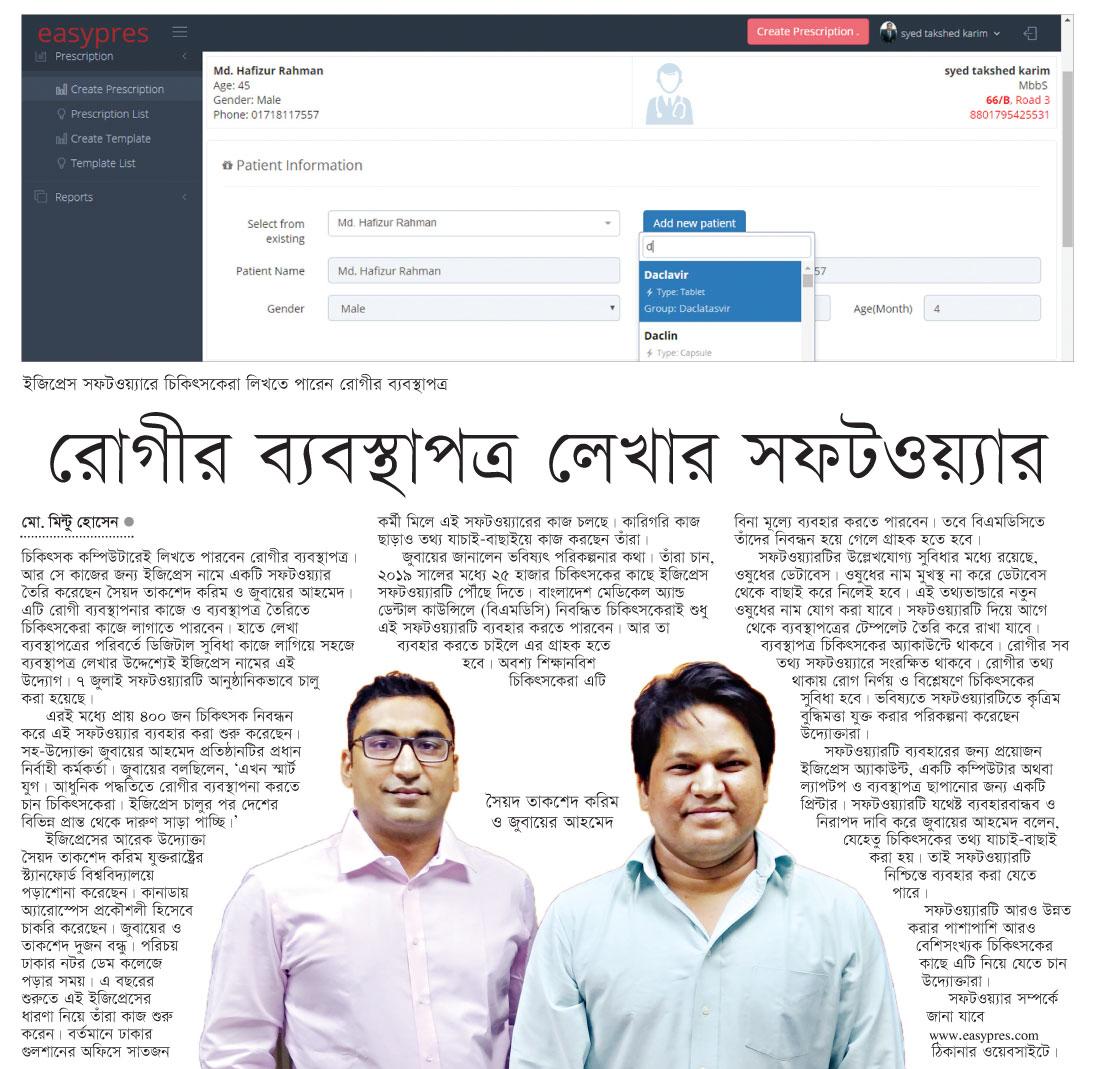 easypres
Create Prescription .
syed takshed karim
Prescription
Create Prescription
Prescription List
Create Template
Template List
Reports
Md. Hafizur Rahman
Age: 45
Gender: Male
Phone: 01718117557
syed takshed karim
MbbS
66/B, Road 3
8801795425531
Patient Information
Select from
existing
Md. Hafizur Rahman
Add new patient
d
Patient Name
Md. Hafizur Rahman
Daclavir
Type: Tablet
Group: Daclatasvir
57
Gender
Male
Age(Month)
4
Daclin
Type: Capsule
ইজিপ্রেস সফটওয়্যারে চিকিৎসকেরা লিখতে পারেন রোগীর ব্যবস্থাপত্র
রোগীর ব্যবস্থাপত্র লেখার সফটওয়্যার
মো. মিন্টু হোসেন ●
চিকিৎসক কম্পিউটারেই লিখতে পারবেন রোগীর ব্যবস্থাপত্র।
আর সে কাজের জন্য ইজিপ্রেস নামে একটি সফটওয়্যার
তৈরি করেছেন সৈয়দ তাকশেদ করিম ও জুবায়ের আহমেদ।
এটি রোগী ব্যবস্থাপনার কাজে ও ব্যবস্থাপত্র তৈরিতে
চিকিৎসকেরা কাজে লাগাতে পারবেন। হাতে লেখা
ব্যবস্থাপত্রের পরিবর্তে ডিজিটাল সুবিধা কাজে লাগিয়ে সহজে
ব্যবস্থাপত্র লেখার উদ্দেশ্যেই ইজিপ্রেস নামের এই
উদ্যোগ। ৭ জুলাই সফটওয়্যারটি আনুষ্ঠানিকভাবে চালু
করা হয়েছে।
এরই মধ্যে প্রায় ৪০০ জন চিকিৎসক নিবন্ধন
করে এই সফটওয়্যার ব্যবহার করা শুরু করেছেন।
সহ-উদ্যোক্তা জুবায়ের আহমেদ প্রতিষ্ঠানটির প্রধান
নির্বাহী কর্মকর্তা। জুবায়ের বলছিলেন, ‘এখন স্মার্ট
যুগ। আধুনিক পদ্ধতিতে রোগীর ব্যবস্থাপনা করতে
চান চিকিৎসকেরা। ইজিপ্রেস চালুর পর দেশের
বিভিন্ন প্রান্ত থেকে দারুণ সাড়া পাচ্ছি।’
ইজিপ্রেসের আরেক উদ্যোক্তা
সৈয়দ তাকশেদ করিম যুক্তরাষ্ট্রের
স্ট্যানফোর্ড বিশ্ববিদ্যালয়ে
পড়াশোনা করেছেন। কানাডায়
অ্যারোস্পেস প্রকৌশলী হিসেবে
চাকরি করেছেন। জুবায়ের ও
তাকশেদ দুজন বন্ধু। পরিচয়
ঢাকার নটর ডেম কলেজে
পড়ার সময়। এ বছরের
শুরুতে এই ইজিপ্রেসের
ধারণা নিয়ে তাঁরা কাজ শুরু
করেন। বর্তমানে ঢাকার
গুলশানের অফিসে সাতজন
কর্মী মিলে এই সফটওয়্যারের কাজ চলছে। কারিগরি কাজ
ছাড়াও তথ্য যাচাই-বাছাইয়ে কাজ করছেন তাঁরা।
জুবায়ের জানালেন ভবিষ্যৎ পরিকল্পনার কথা। তাঁরা চান,
২০১৯ সালের মধ্যে ২৫ হাজার চিকিৎসকের কাছে ইজিপ্রেস
সফটওয়্যারটি পৌঁছে দিতে। বাংলাদেশ মেডিকেল অ্যান্ড
ডেন্টাল কাউন্সিলে (বিএমডিসি) নিবন্ধিত চিকিৎসকেরাই শুধু
এই সফটওয়্যারটি ব্যবহার করতে পারবেন। আর তা
ব্যবহার করতে চাইলে এর গ্রাহক হতে
হবে। অবশ্য শিক্ষানবিশ
চিকিৎসকেরা এটি
সৈয়দ তাকশেদ করিম
ও জুবায়ের আহমেদ
বিনা মূল্যে ব্যবহার করতে পারবেন। তবে বিএমডিসিতে
তাঁদের নিবন্ধন হয়ে গেলে গ্রাহক হতে হবে।
সফটওয়্যারটির উল্লেখযোগ্য সুবিধার মধ্যে রয়েছে,
ওষুধের ডেটাবেস। ওষুধের নাম মুখস্থ না করে ডেটাবেস
থেকে বাছাই করে নিলেই হবে। এই তথ্যভান্ডারে নতুন
ওষুধের নাম যোগ করা যাবে। সফটওয়্যারটি দিয়ে আগে
থেকে ব্যবস্থাপত্রের টেম্পলেট তৈরি করে রাখা যাবে।
ব্যবস্থাপত্র চিকিৎসকের অ্যাকাউন্টে থাকবে। রোগীর সব
তথ্য সফটওয়্যারে সংরক্ষিত থাকবে। রোগীর তথ্য
থাকায় রোগ নির্ণয় ও বিশ্লেষণে চিকিৎসকের
সুবিধা হবে। ভবিষ্যতে সফটওয়্যারটিতে কৃত্রিম
বুদ্ধিমত্তা যুক্ত করার পরিকল্পনা করেছেন
উদ্যোক্তারা।
সফটওয়্যারটি ব্যবহারের জন্য প্রয়োজন
ইজিপ্রেস অ্যাকাউন্ট, একটি কম্পিউটার অথবা
ল্যাপটপ ও ব্যবস্থাপত্র ছাপানোর জন্য একটি
প্রিন্টার। সফটওয়্যারটি যথেষ্ট ব্যবহারবান্ধব ও
নিরাপদ দাবি করে জুবায়ের আহমেদ বলেন,
যেহেতু চিকিৎসকের তথ্য যাচাই-বাছাই
করা হয়। তাই সফটওয়্যারটি
নিশ্চিন্তে ব্যবহার করা যেতে
পারে।
সফটওয়্যারটি আরও উন্নত
করার পাশাপাশি আরও
বেশিসংখ্যক চিকিৎসকের
কাছে এটি নিয়ে যেতে চান
উদ্যোক্তারা।
সফটওয়্যার সম্পর্কে
জানা যাবে
www.easypres.com
ঠিকানার ওয়েবসাইটে।